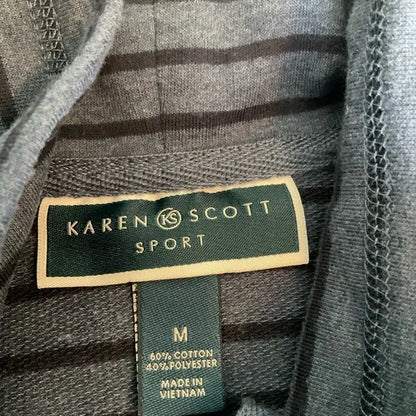 KAREN KS SCOTT
SPORT
M
60% COTTON
40% POLYESTER
MADE IN
VIETNAM